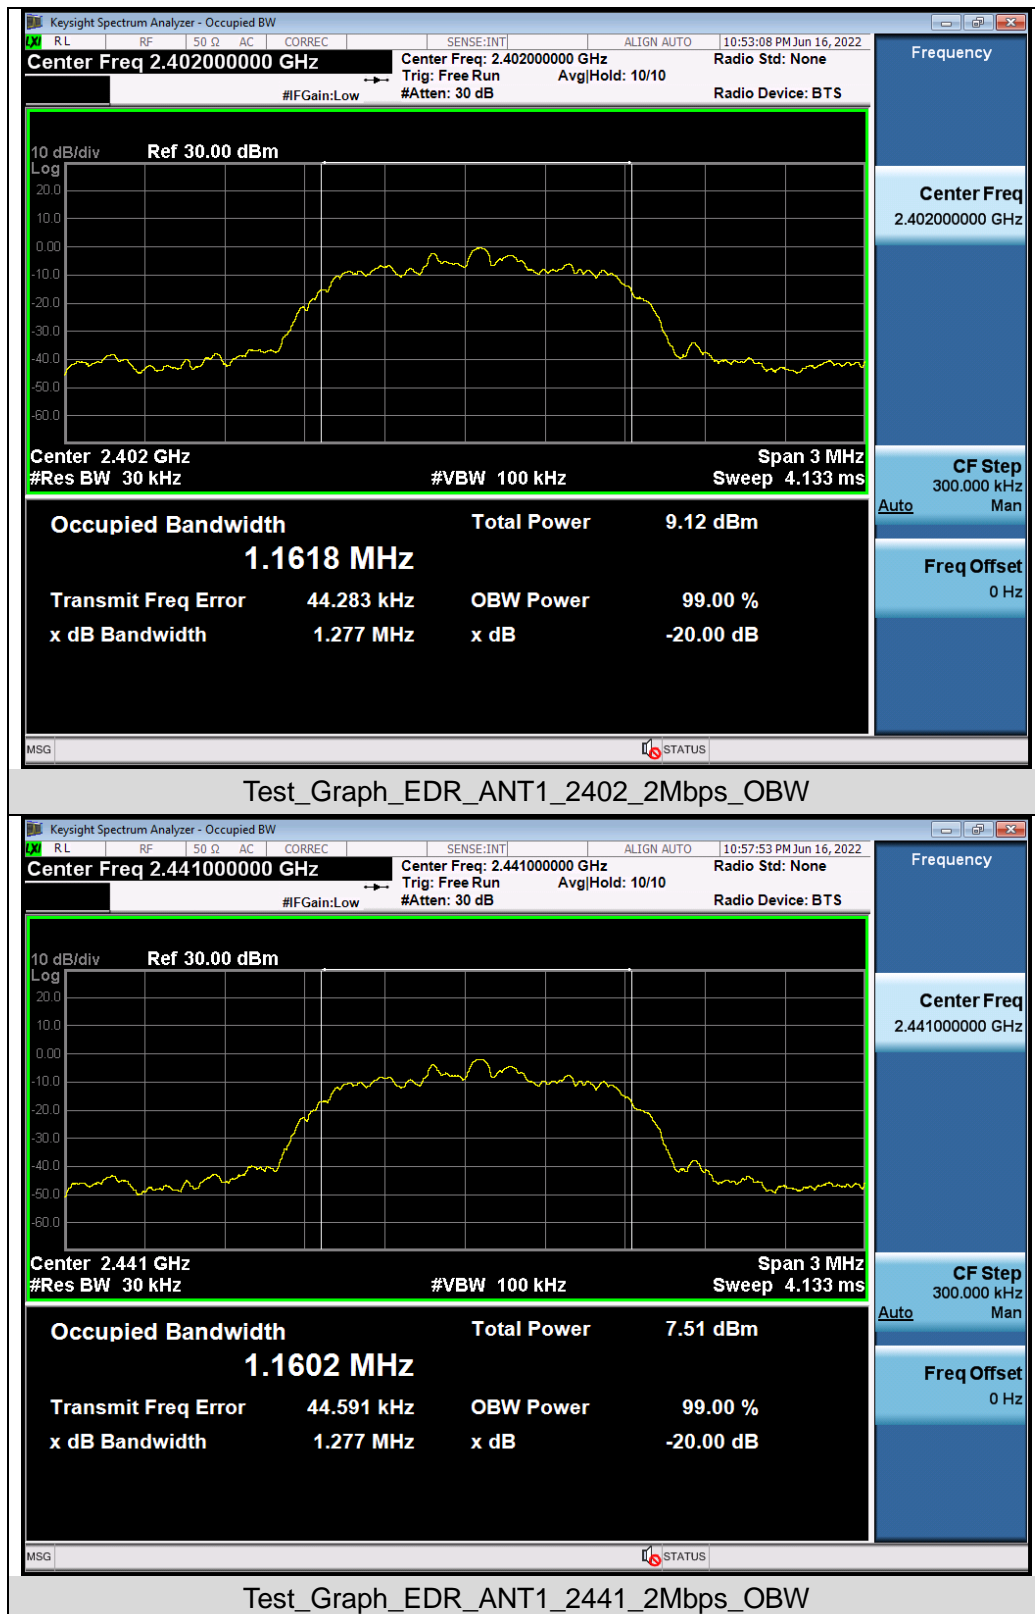 Keysight Spectrum Analyzer - Occupied BW
LXI RL RF 50 Ω AC CORREC SENSE:INT ALIGN AUTO 10:53:08 PM Jun 16, 2022
Center Freq 2.402000000 GHz
Center Freq: 2.402000000 GHz
Radio Std: None
Trig: Free Run Avg|Hold: 10/10
#IFGain:Low #Atten: 30 dB Radio Device: BTS
Frequency
10 dB/div Ref 30.00 dBm
Log
20.0
10.0
0.00
-10.0
-20.0
-30.0
-40.0
-50.0
-60.0
Center Freq
2.402000000 GHz
Center 2.402 GHz Span 3 MHz
#Res BW 30 kHz #VBW 100 kHz Sweep 4.133 ms
CF Step
300.000 kHz
Auto Man
Occupied Bandwidth Total Power 9.12 dBm
1.1618 MHz
Transmit Freq Error 44.283 kHz OBW Power 99.00 %
x dB Bandwidth 1.277 MHz x dB -20.00 dB
Freq Offset
0 Hz
MSG STATUS
Test_Graph_EDR_ANT1_2402_2Mbps_OBW
Keysight Spectrum Analyzer - Occupied BW
LXI RL RF 50 Ω AC CORREC SENSE:INT ALIGN AUTO 10:57:53 PM Jun 16, 2022
Center Freq 2.441000000 GHz
Center Freq: 2.441000000 GHz
Radio Std: None
Trig: Free Run Avg|Hold: 10/10
#IFGain:Low #Atten: 30 dB Radio Device: BTS
Frequency
10 dB/div Ref 30.00 dBm
Log
20.0
10.0
0.00
-10.0
-20.0
-30.0
-40.0
-50.0
-60.0
Center Freq
2.441000000 GHz
Center 2.441 GHz Span 3 MHz
#Res BW 30 kHz #VBW 100 kHz Sweep 4.133 ms
CF Step
300.000 kHz
Auto Man
Occupied Bandwidth Total Power 7.51 dBm
1.1602 MHz
Transmit Freq Error 44.591 kHz OBW Power 99.00 %
x dB Bandwidth 1.277 MHz x dB -20.00 dB
Freq Offset
0 Hz
MSG STATUS
Test_Graph_EDR_ANT1_2441_2Mbps_OBW